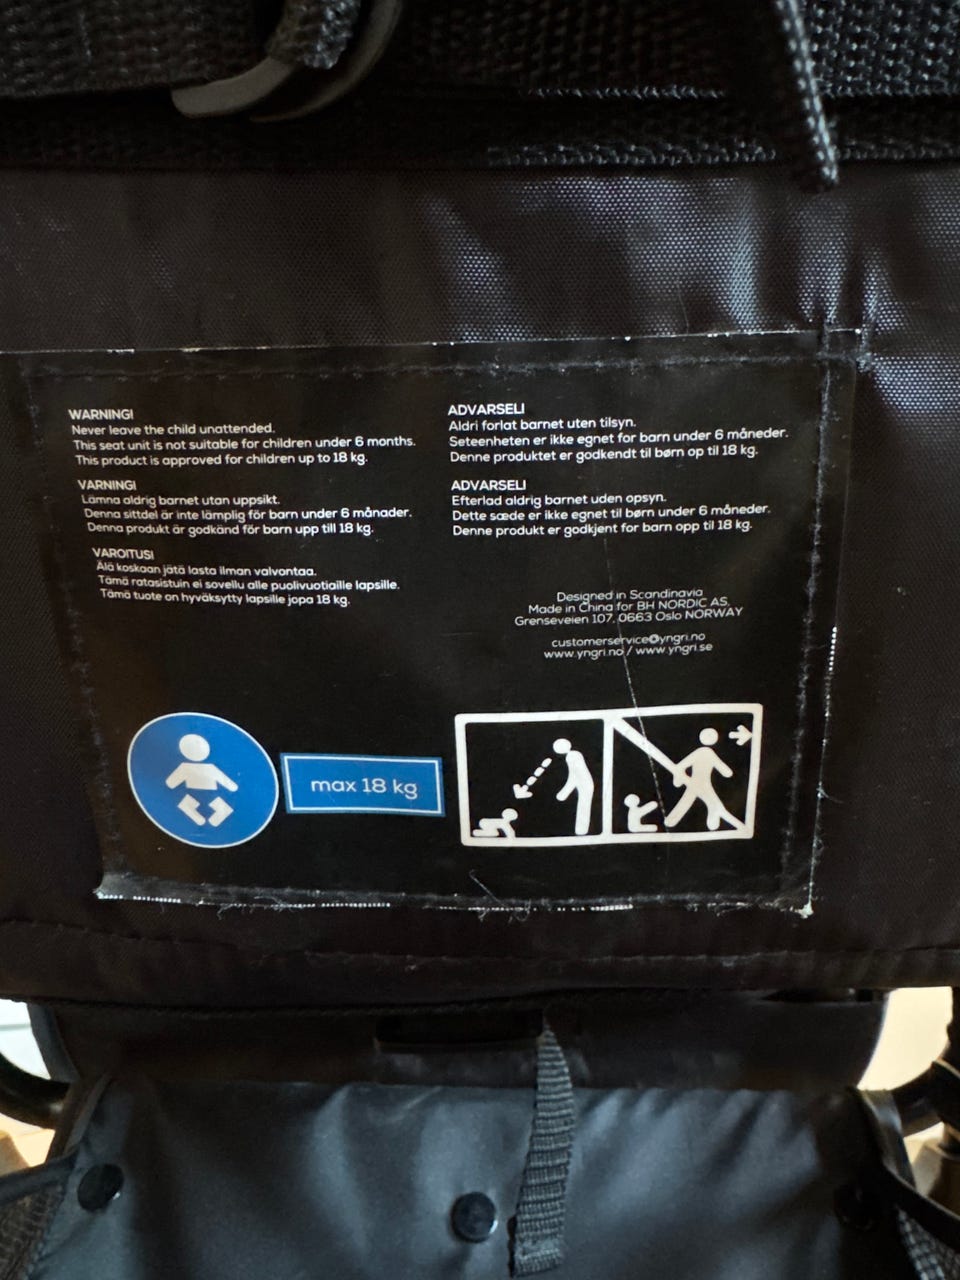 WARNING!
Never leave the child unattended.
This seat unit is not suitable for children under 6 months.
This product is approved for children up to 18 kg.
VARNING!
Lämna aldrig barnet utan uppsikt.
Denna sittdel är inte lämplig för barn under 6 månader.
Denna produkt är godkänd för barn upp till 18 kg.
VAROITUS!
Älä koskaan jätä lasta ilman valvontaa.
Tämä ratasistuin ei sovellu alle puolivuotiaille lapsille.
Tämä tuote on hyväksytty lapsille jopa 18 kg.
ADVARSEL!
Aldri forlat barnet uten tilsyn.
Seteenheten er ikke egnet for barn under 6 måneder.
Denne produktet er godkendt til børn op til 18 kg.
ADVARSEL!
Efterlad aldrig barnet uden opsyn.
Dette sæde er ikke egnet til børn under 6 måneder.
Denne produkt er godkjent for barn opp til 18 kg.
Designed in Scandinavia
Made in China for BH NORDIC AS,
Grenseveien 107, 0663 Oslo NORWAY
customerservice@yngri.no
www.yngri.no / www.yngri.se
max 18 kg